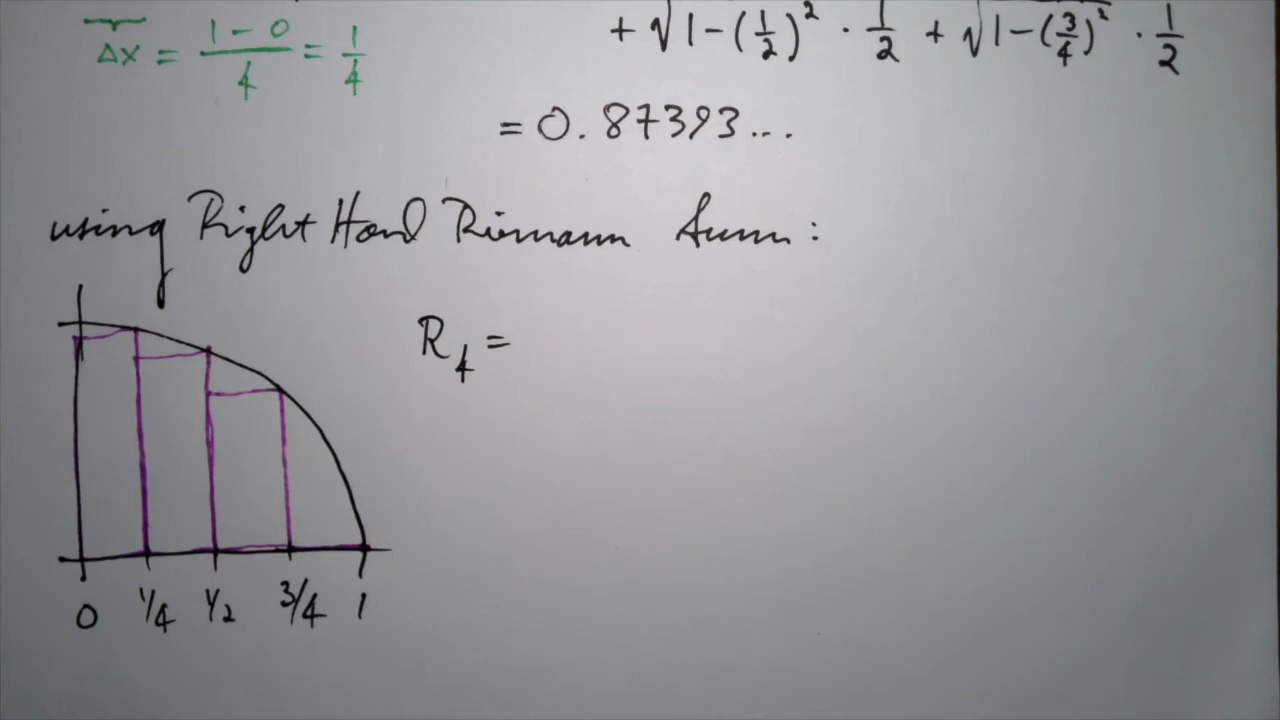 Δx = (1 - 0)/4 = 1/4
+ √(1-(1/2)²) · 1/2 + √(1-(3/4)²) · 1/2
= 0.87393...
using Right Hand Riemann Sum :
R₄ =
0 1/4 1/2 3/4 1